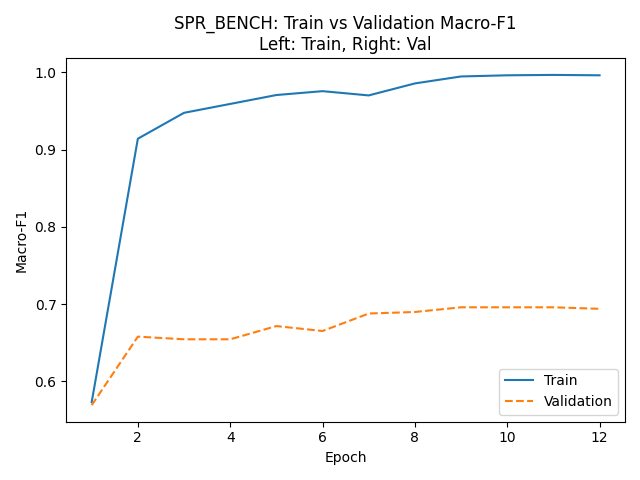 SPR_BENCH: Train vs Validation Macro-F1
Left: Train, Right: Val
1.0
0.9
0.8
0.7
0.6
Macro-F1
2
4
6
8
10
12
Epoch
Train
Validation